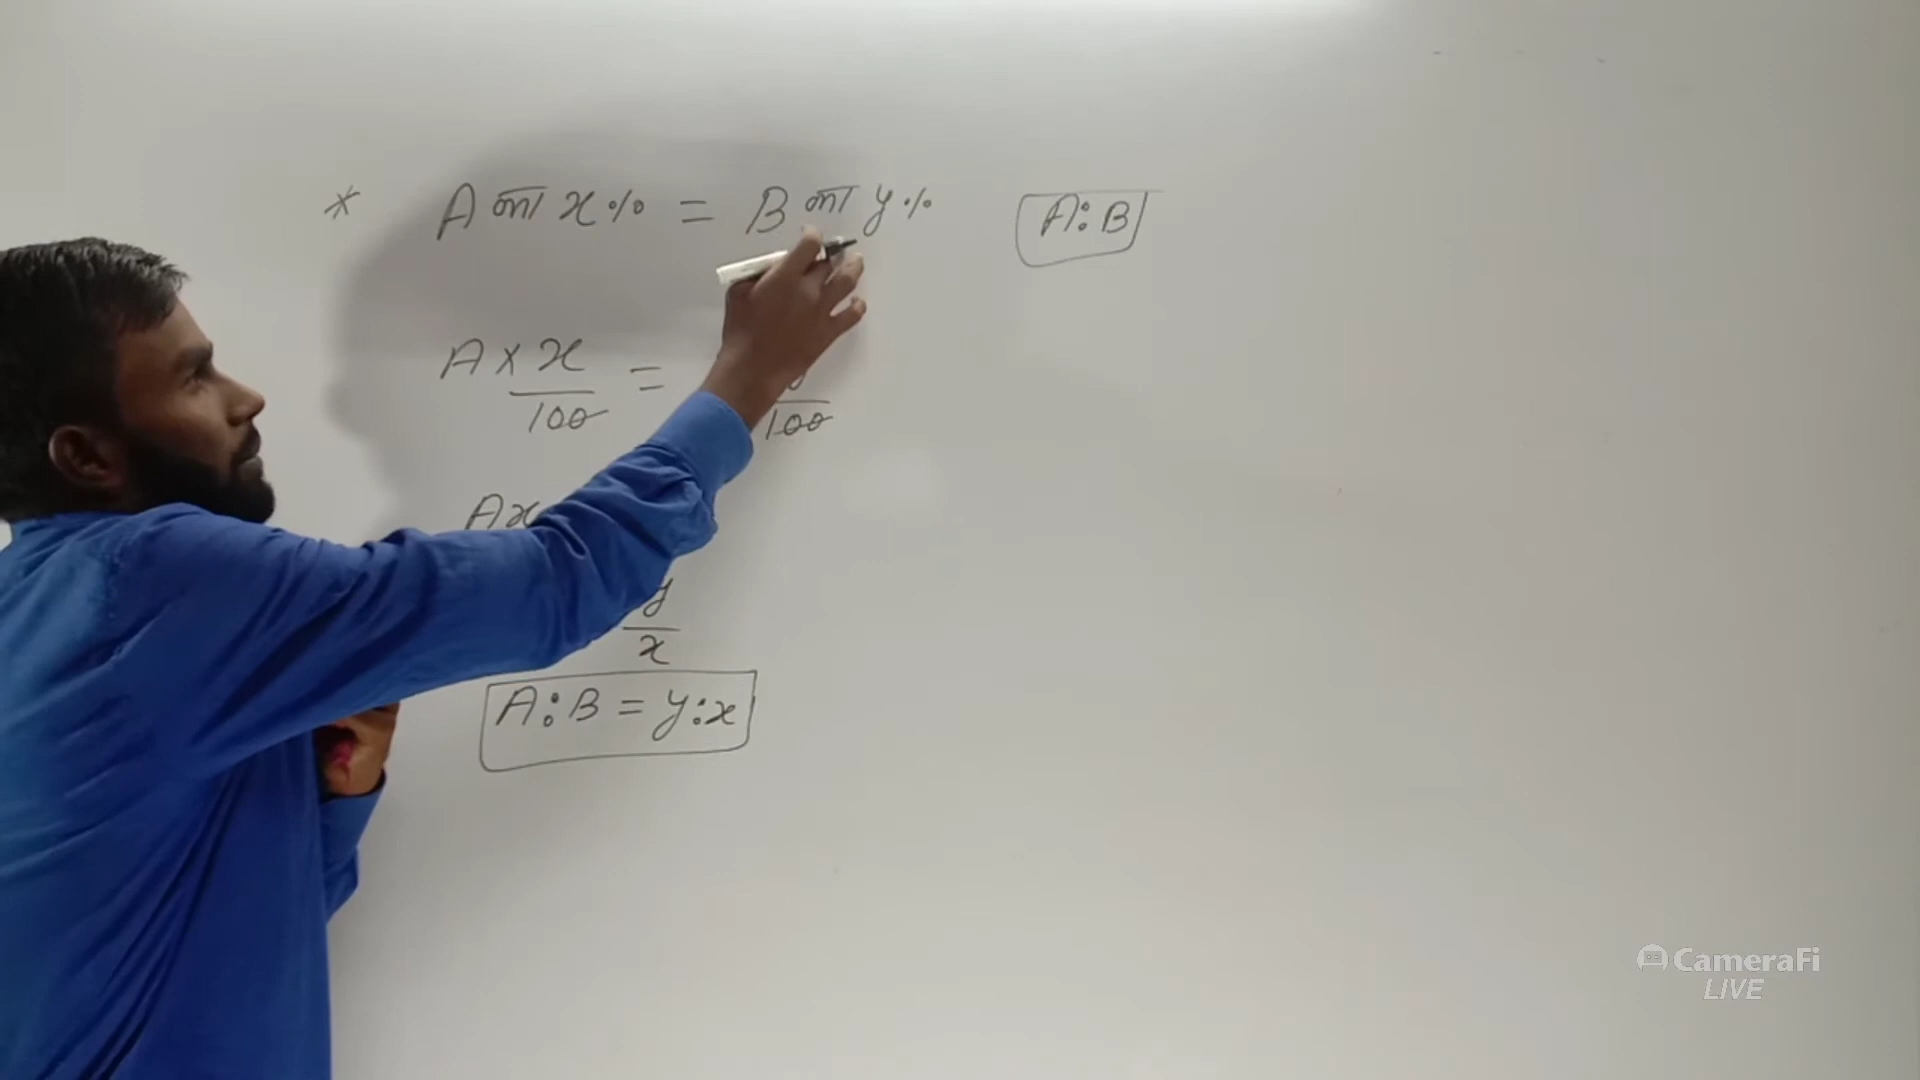 * A का x% = B का y% A:B
A × x/100 = /100
Ax
y/x
A:B = y:x
CameraFi
LIVE